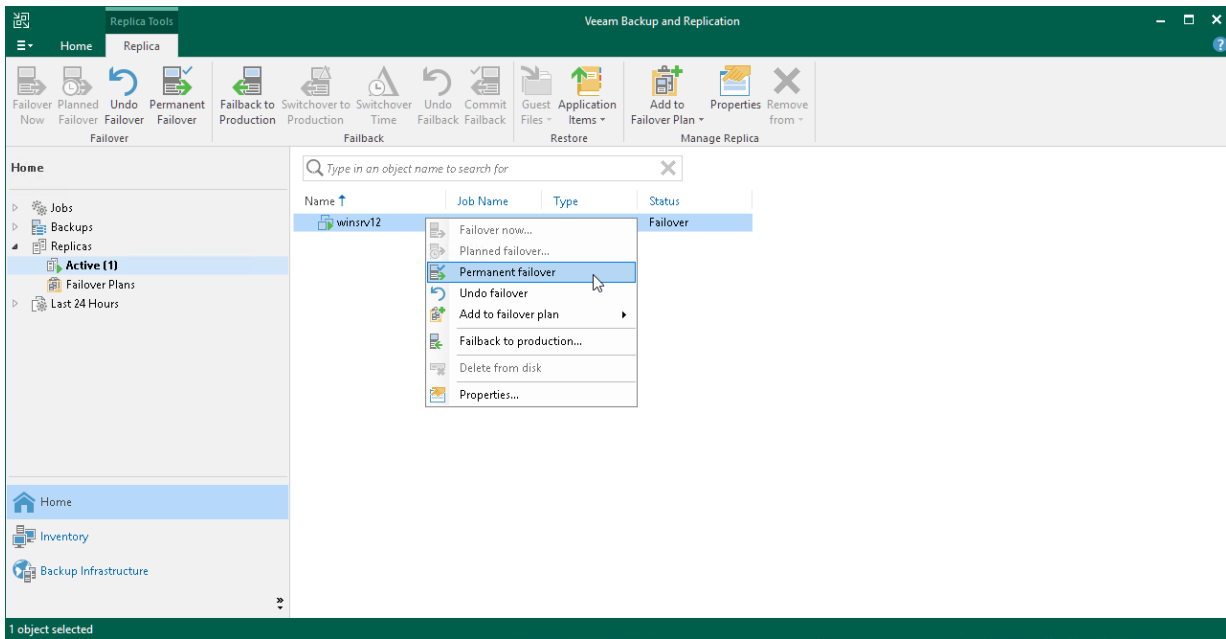 Replica Tools
Veeam Backup and Replication
Home Replica
?
Failover Planned Undo Permanent Failback to Switchover to Switchover Undo Commit Guest Application Add to Properties Remove
Now Failover Failover Failover Production Production Time Failback Failback Files Items Failover Plan from
Failover Failback Restore Manage Replica
Home
Type in an object name to search for
Name Job Name Type Status
winsrv12 Failover
Jobs
Backups
Replicas
Active (1)
Failover Plans
Last 24 Hours
Failover now...
Planned failover...
Permanent failover
Undo failover
Add to failover plan
Failback to production...
Delete from disk
Properties...
Home
Inventory
Backup Infrastructure
1 object selected